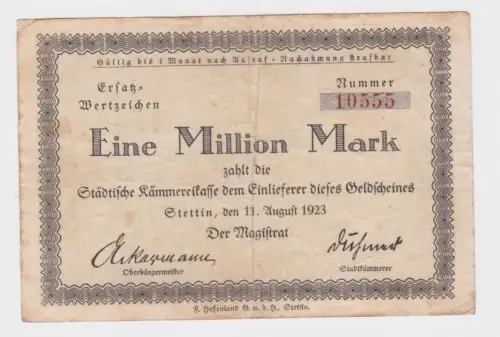 Gültig bis 1 Monat nach Aufruf · Nachahmung strafbar
Ersatz-
Wertzeichen
Nummer
10555
Eine Million Mark
zahlt die
Städtische Kämmereikasse dem Einlieferer dieses Geldscheines
Stettin, den 11. August 1923
Der Magistrat
Ackermann
Oberbürgermeister
Stadtkämmerer
F. Hessenland G. m. b. H., Stettin.